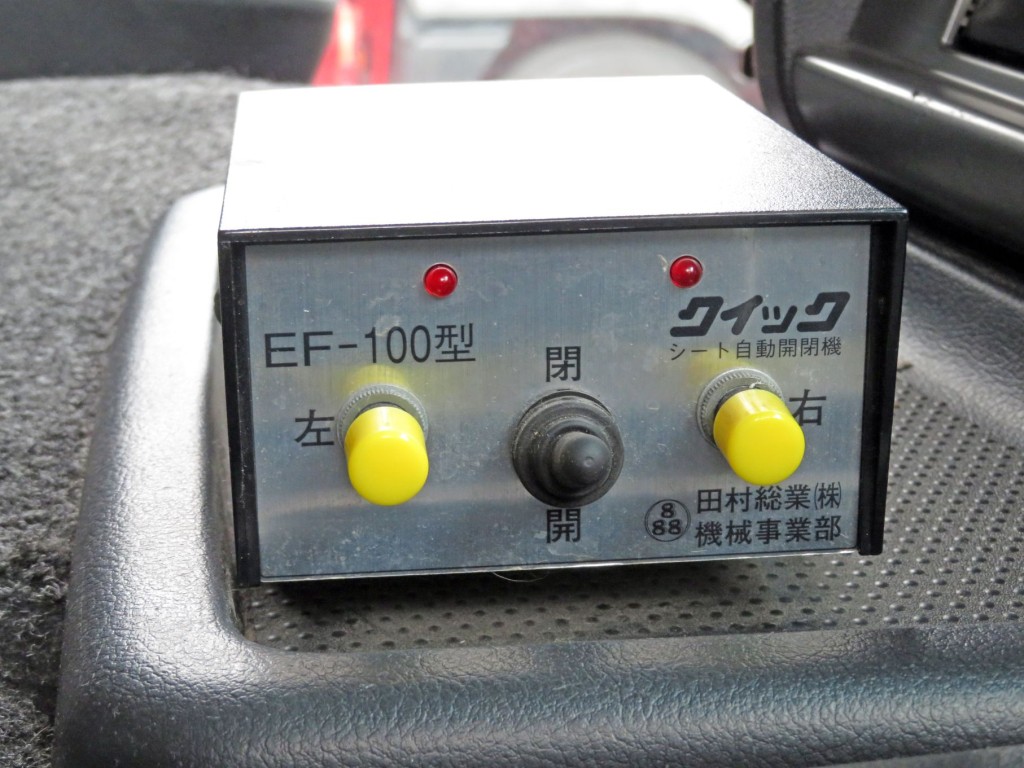 クイック
EF-100型
シート自動開閉機
閉
左
右
開
8
88
田村総業(株)
機械事業部